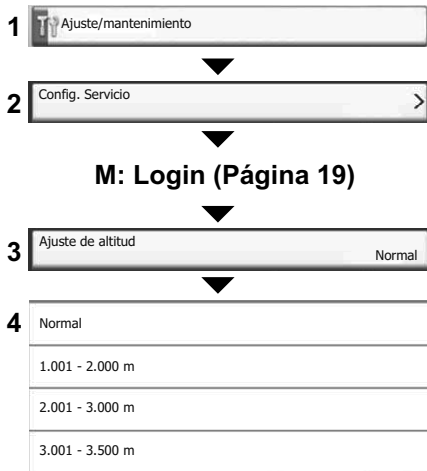 1 Ajuste/mantenimiento
2 Config. Servicio >
M: Login (Página 19)
3 Ajuste de altitud
Normal
4 Normal
1.001 - 2.000 m
2.001 - 3.000 m
3.001 - 3.500 m